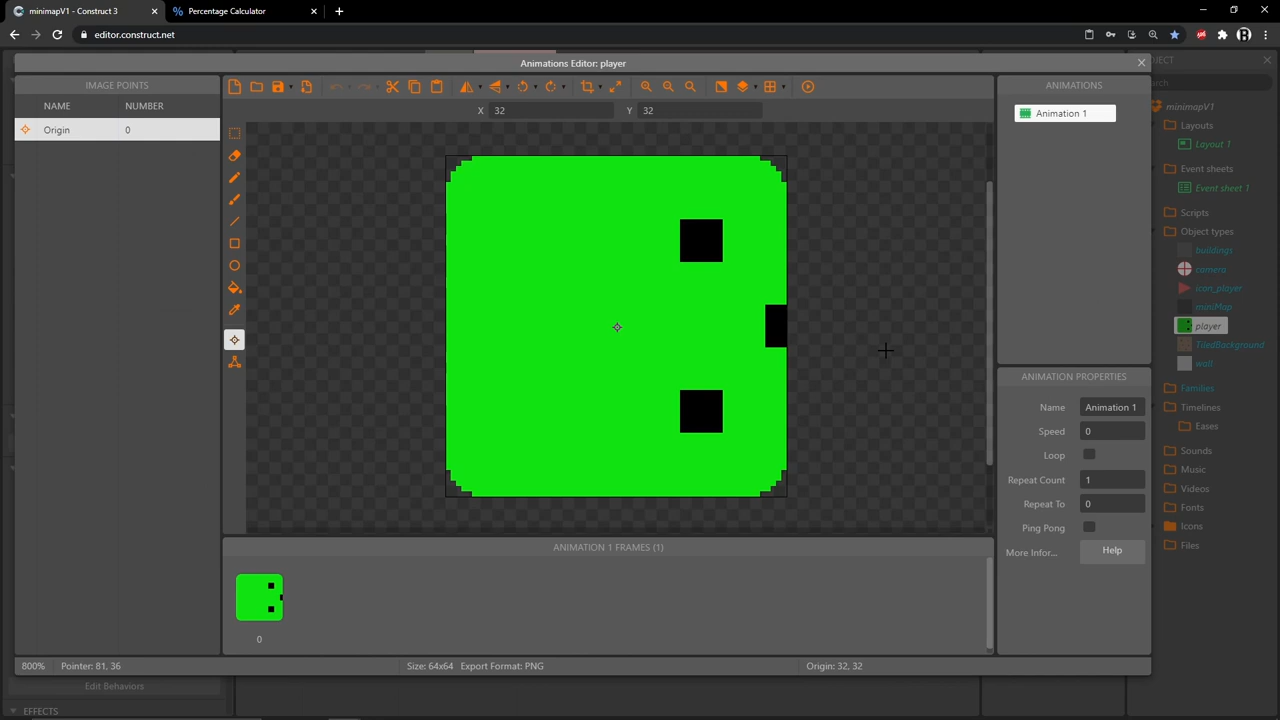 minimapV1 - Construct 3
Percentage Calculator
editor.construct.net
Animations Editor: player
IMAGE POINTS
NAME NUMBER
Origin 0
X 32 Y 32
ANIMATIONS
Animation 1
ANIMATION PROPERTIES
Name Animation 1
Speed 0
Loop
Repeat Count 1
Repeat To 0
Ping Pong
More Infor... Help
ANIMATION 1 FRAMES (1)
0
800% Pointer: 81, 36 Size: 64x64 Export Format: PNG Origin: 32, 32
minimapV1
Layouts
Layout 1
Event sheets
Event sheet 1
Scripts
Object types
buildings
camera
icon_player
miniMap
player
TiledBackground
wall
Families
Timelines
Eases
Sounds
Music
Videos
Fonts
Icons
Files
Edit Behaviors
EFFECTS